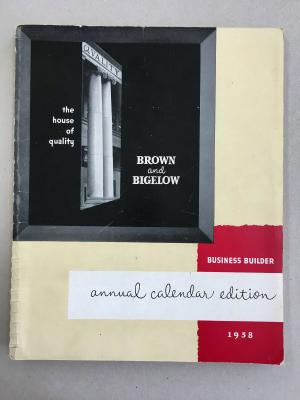 QUALITY
the
house
of
quality
BROWN
and
BIGELOW
BUSINESS BUILDER
annual calendar edition
1958